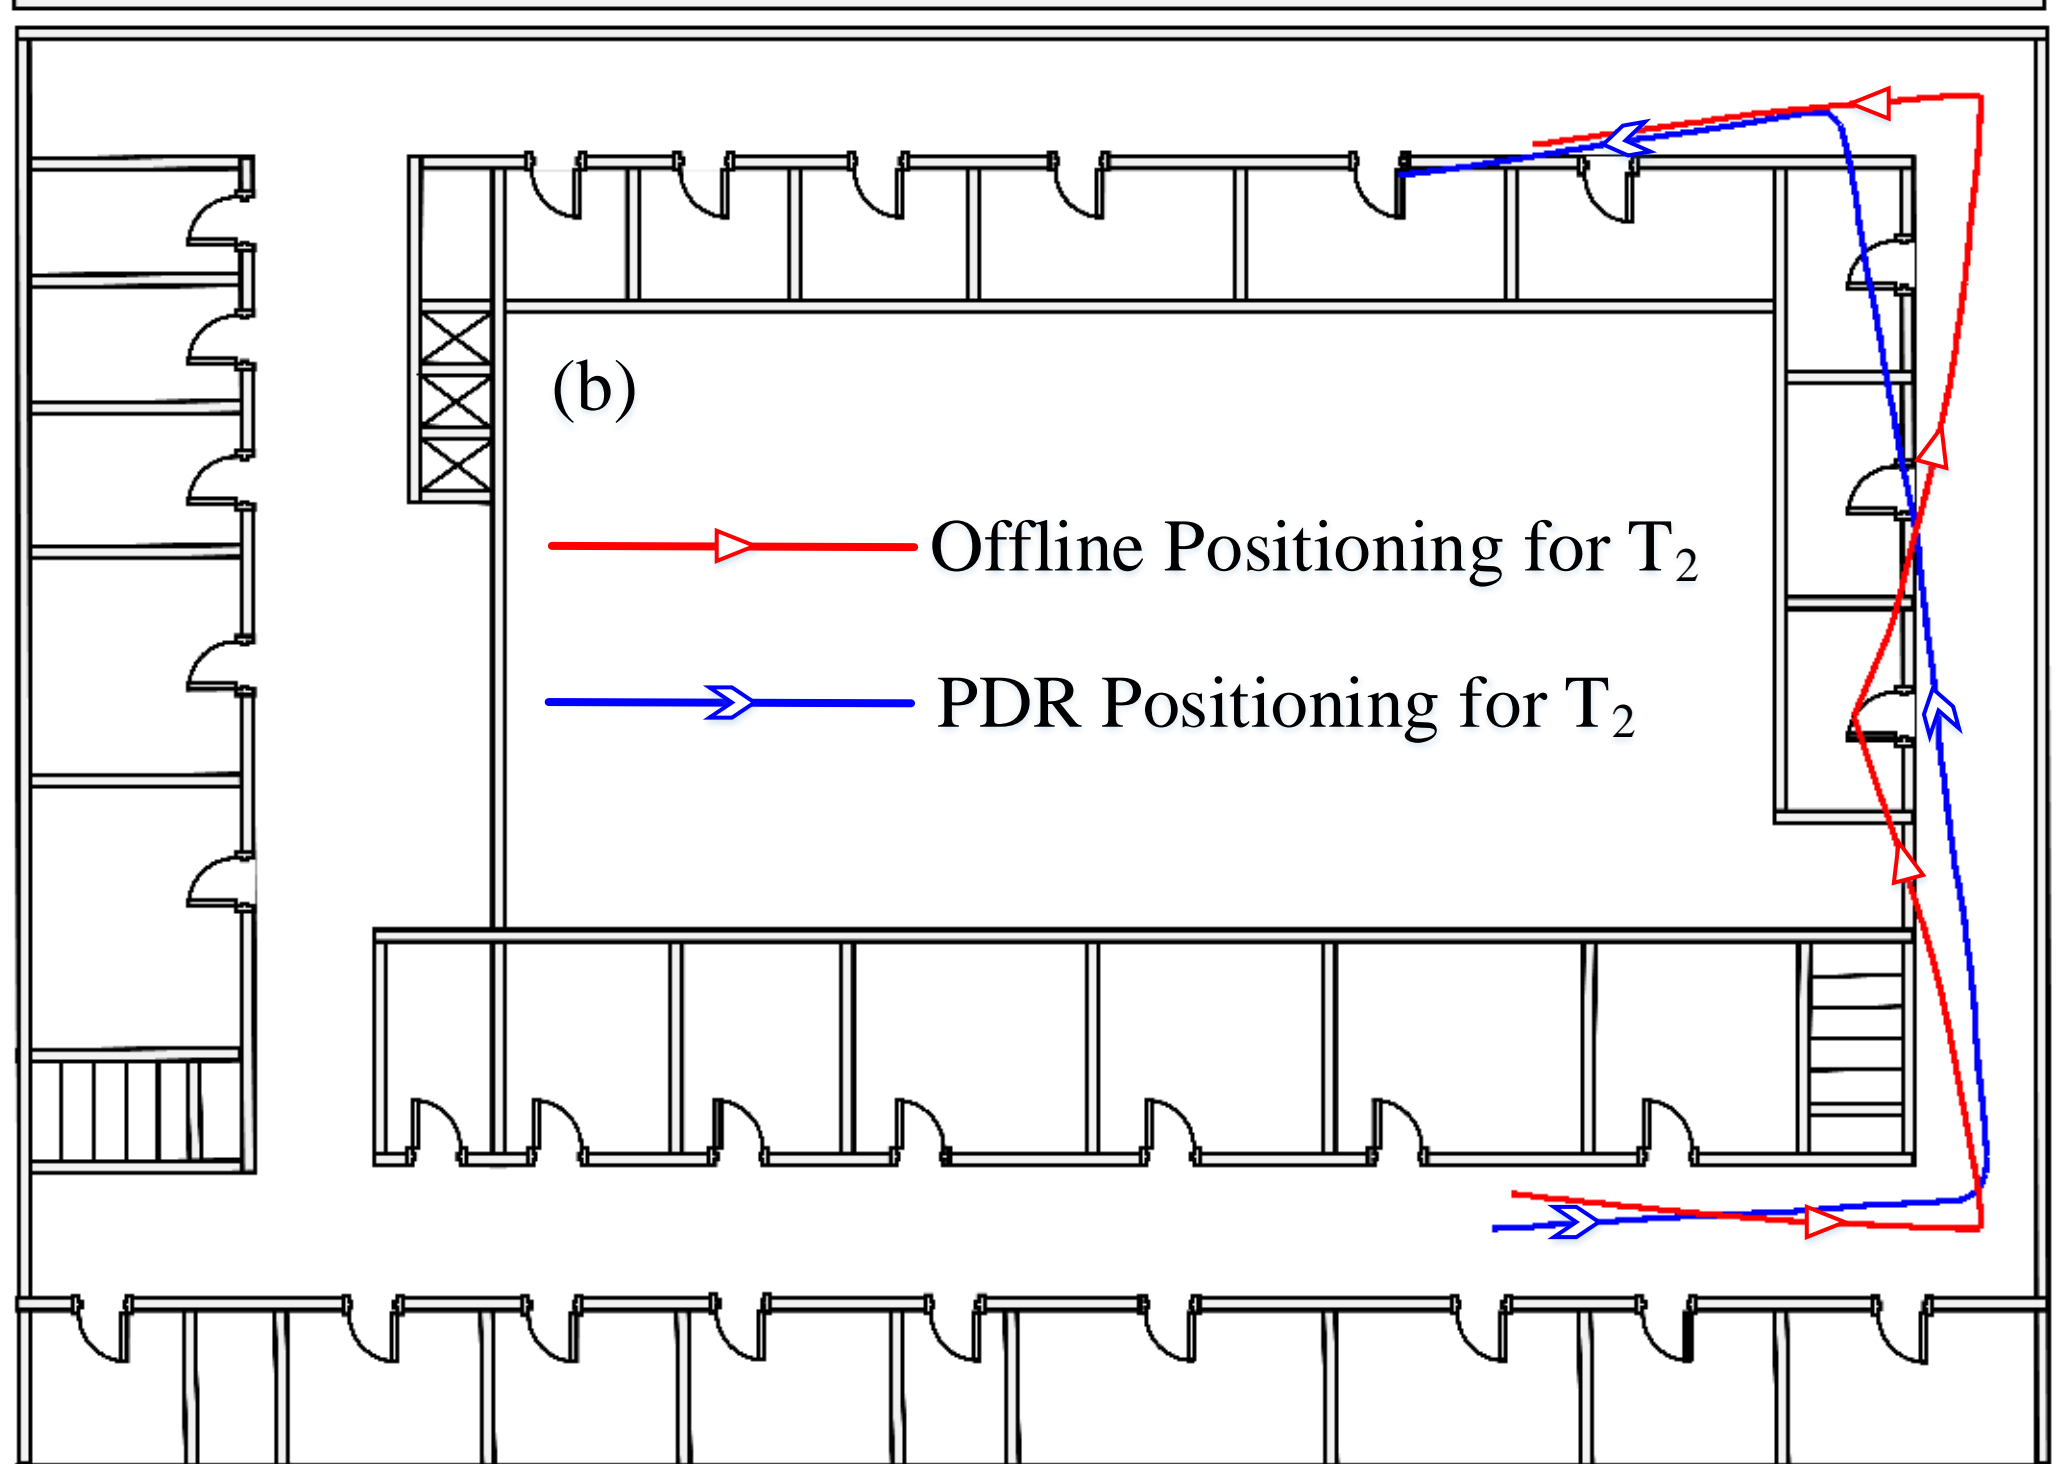 (b)
Offline Positioning for T₂
PDR Positioning for T₂